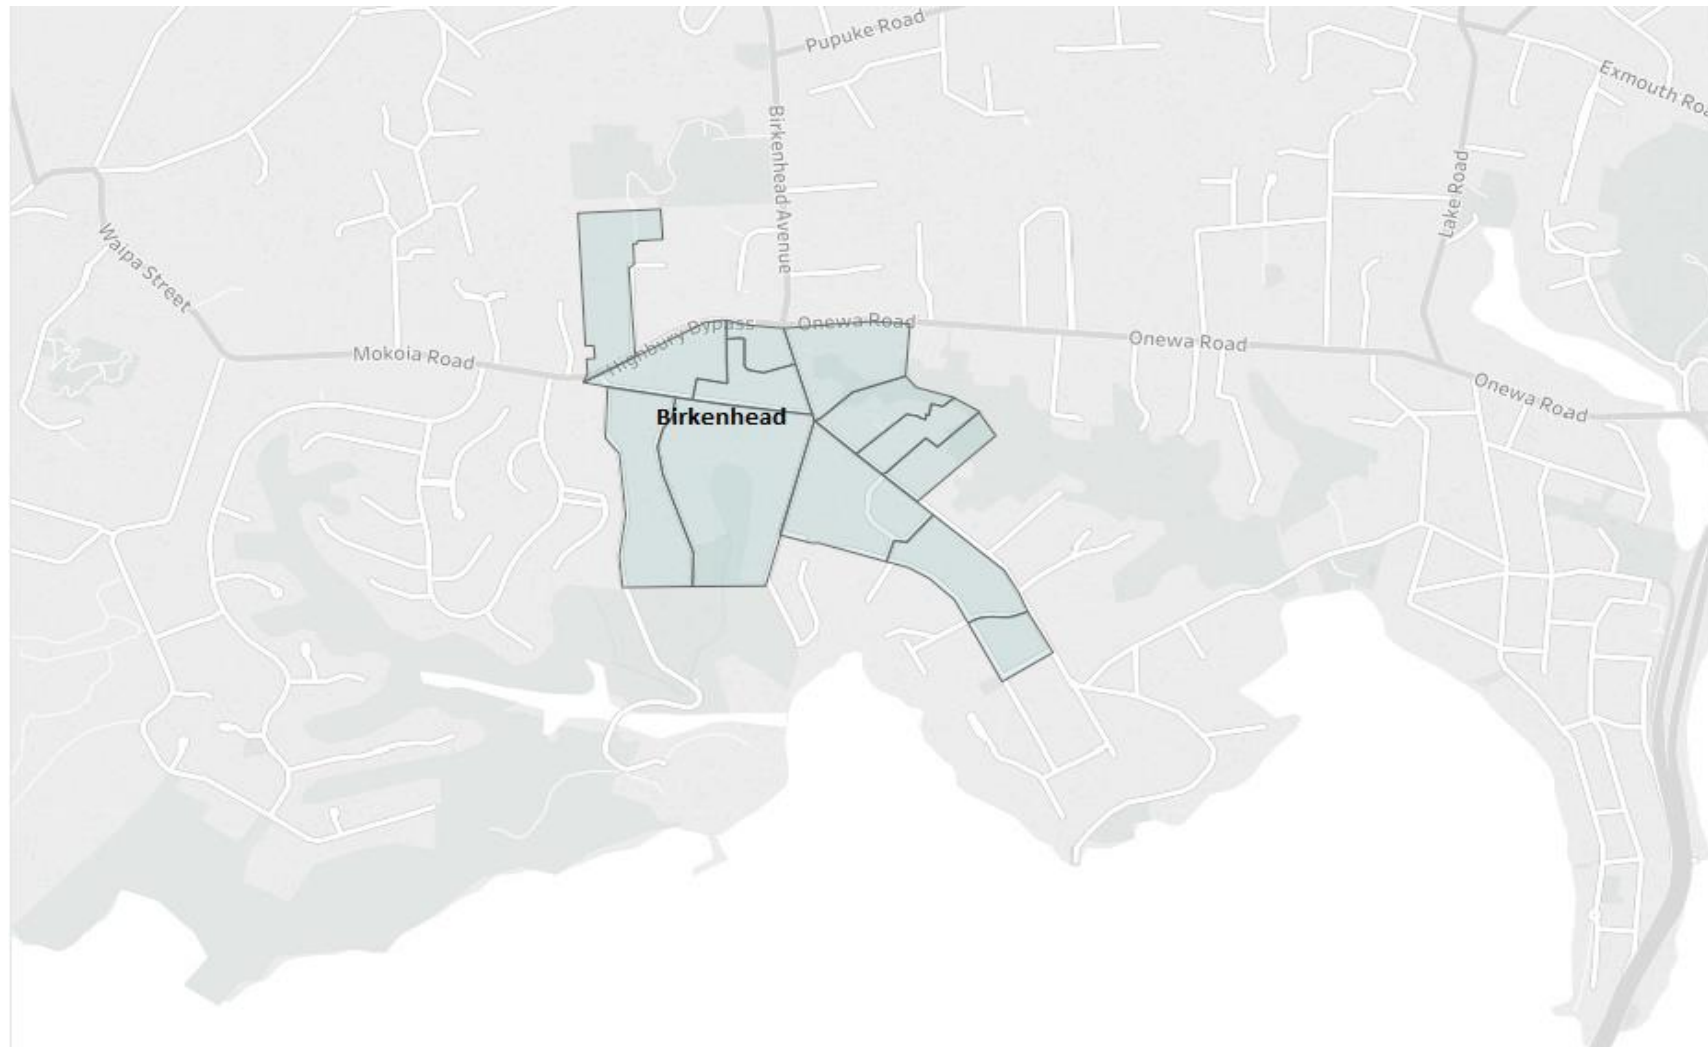 Pupuke Road
Exmouth Roa
Birkenhead Avenue
Lake Road
Waipa Street
Highbury Bypass
Onewa Road
Onewa Road
Mokoia Road
Onewa Road
Birkenhead